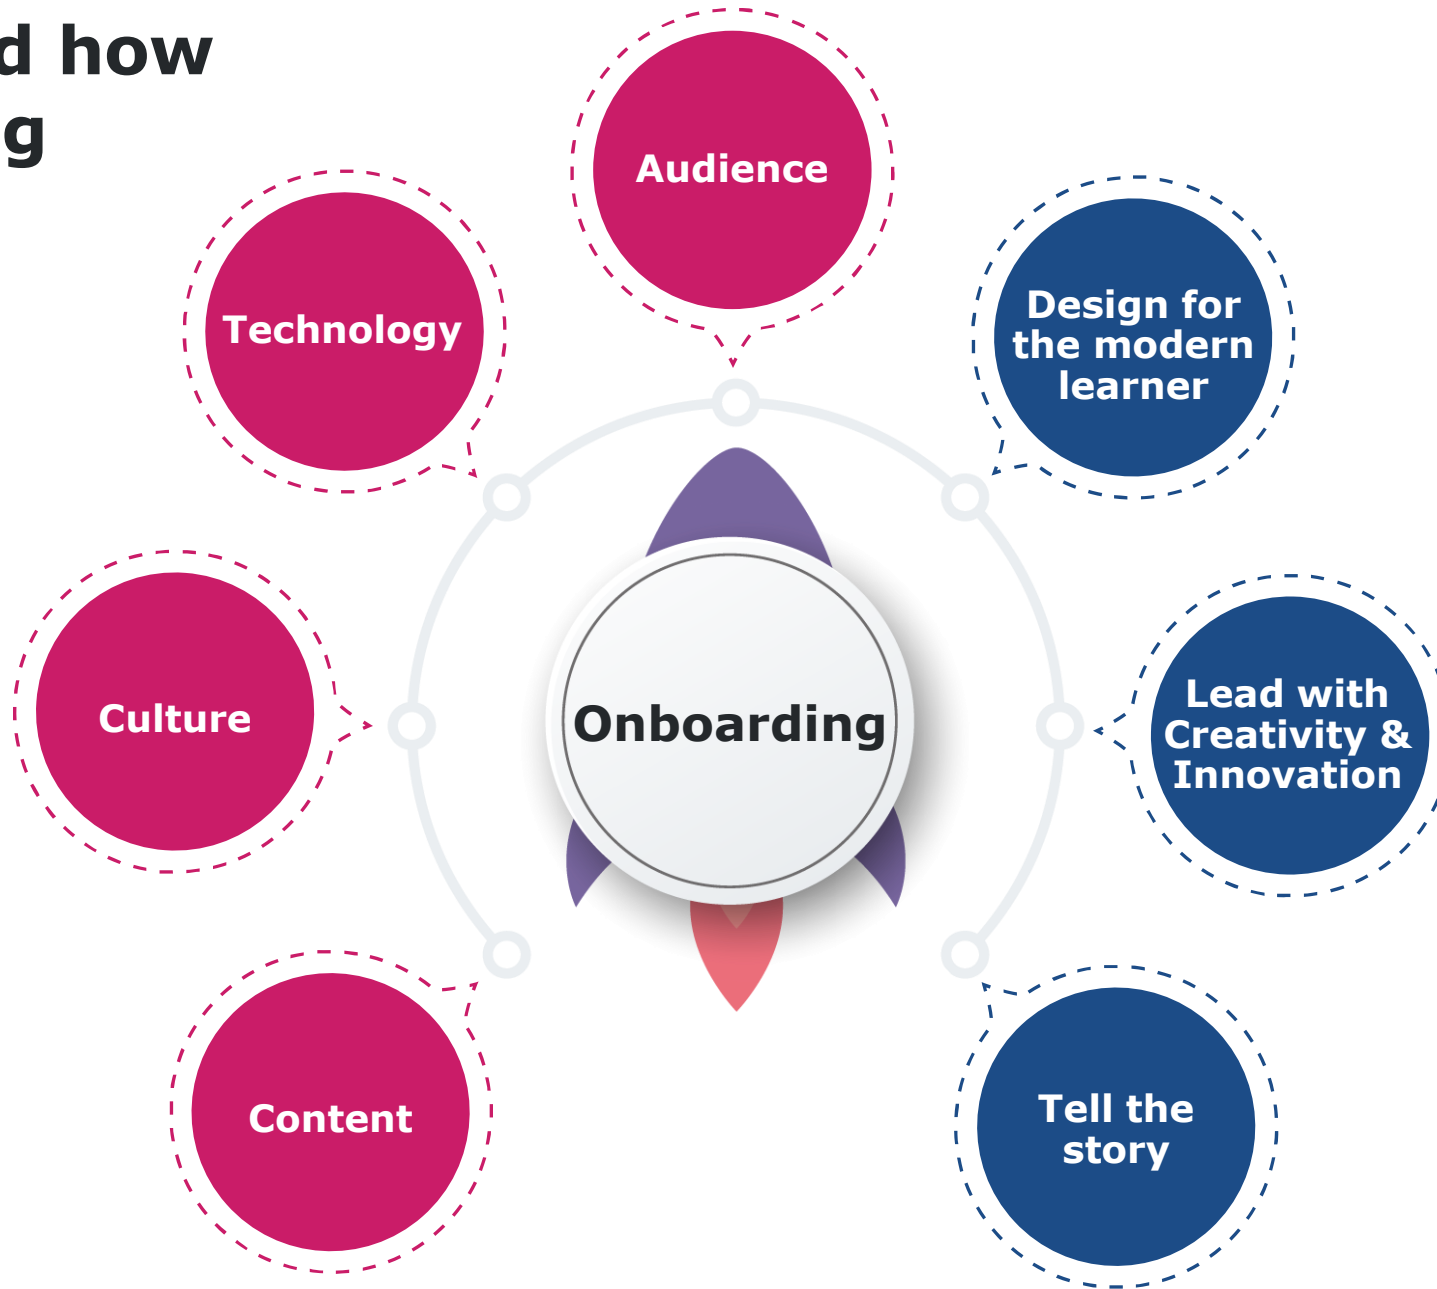 d how
g
Audience
Technology
Design for
the modern
learner
Culture
Onboarding
Lead with
Creativity &
Innovation
Content
Tell the
story